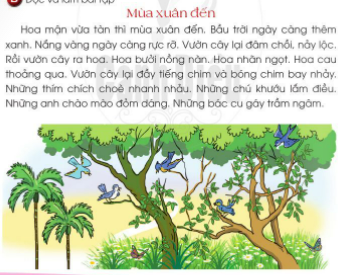 Đọc và làm bài tập
Mùa xuân đến
Hoa mận vừa tàn thì mùa xuân đến. Bầu trời ngày càng thêm
xanh. Nắng vàng ngày càng rực rỡ. Vườn cây lại đâm chồi, nảy lộc.
Rồi vườn cây ra hoa. Hoa bưởi nồng nàn. Hoa nhãn ngọt. Hoa cau
thoảng qua. Vườn cây lại đầy tiếng chim và bóng chim bay nhảy.
Những thím chích choè nhanh nhảu. Những chú khướu lắm điều.
Những anh chào mào đỏm dáng. Những bác cu gáy trầm ngâm.